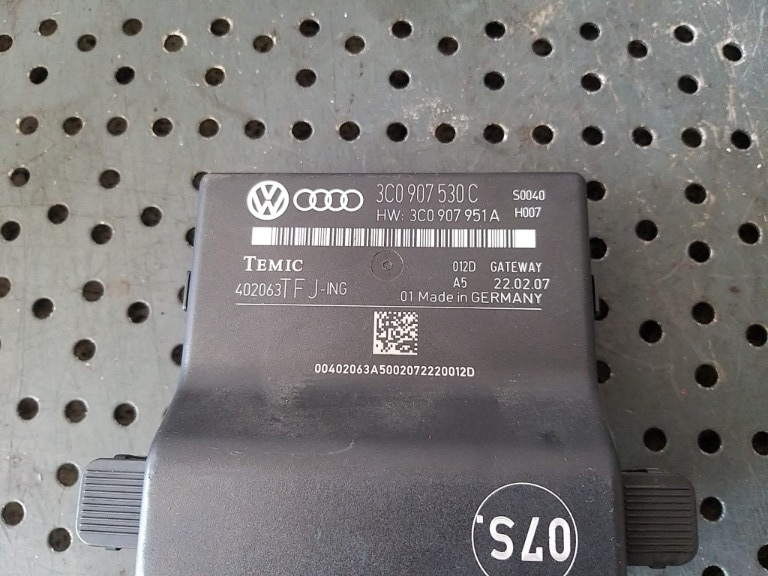 3C0 907 530 C S0040
HW: 3C0 907 951 A H007
TEMIC 012D GATEWAY
402063TFJ-ING A5 22.02.07
01 Made in GERMANY
00402063A5002072220012D
07S.